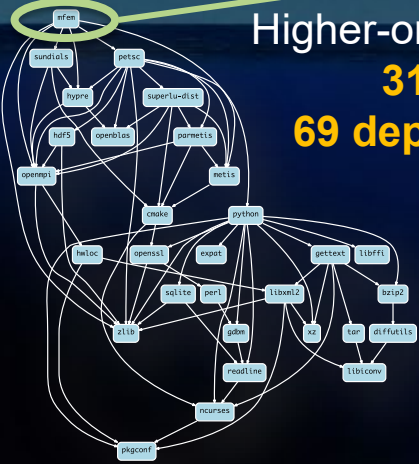 mfem
Higher-or
31
69 dep
sundials petsc
hypre superlu-dist
hdf5 openblas parmetis
openmpi metis
cmake python
hwloc openssl expat gettext libffi
sqlite perl libxml2 bzip2
zlib gdbm xz tar diffutils
readline libiconv
ncurses
pkgconf